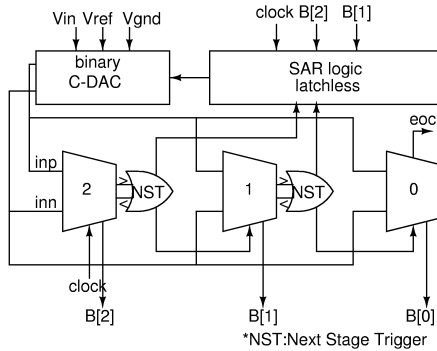 Vin Vref Vgnd
clock B[2] B[1]
binary
C-DAC
SAR logic
latchless
eoc
inp
inn
2
>
<
NST
1
>
<
NST
0
clock
B[2]
B[1]
B[0]
*NST:Next Stage Trigger